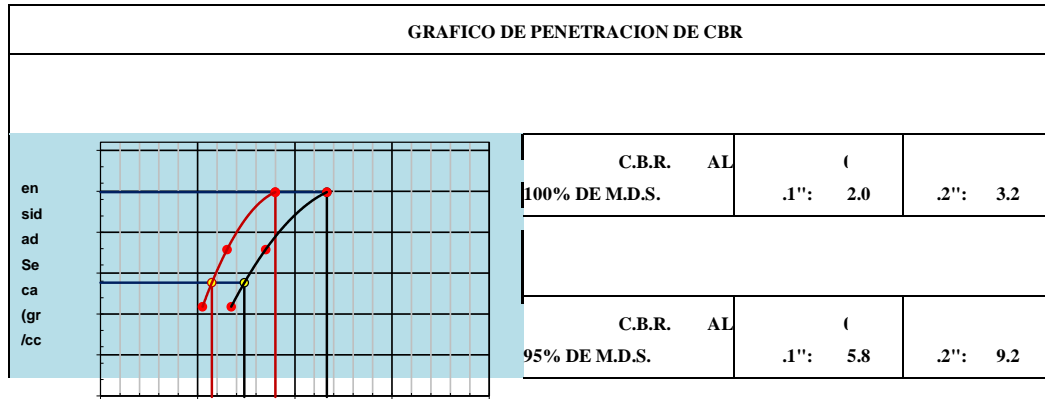 GRAFICO DE PENETRACION DE CBR
C.B.R. AL
100% DE M.D.S.
.1": 2.0
.2": 3.2
en
sid
ad
Se
ca
(gr
/cc
C.B.R. AL
95% DE M.D.S.
.1": 5.8
.2": 9.2